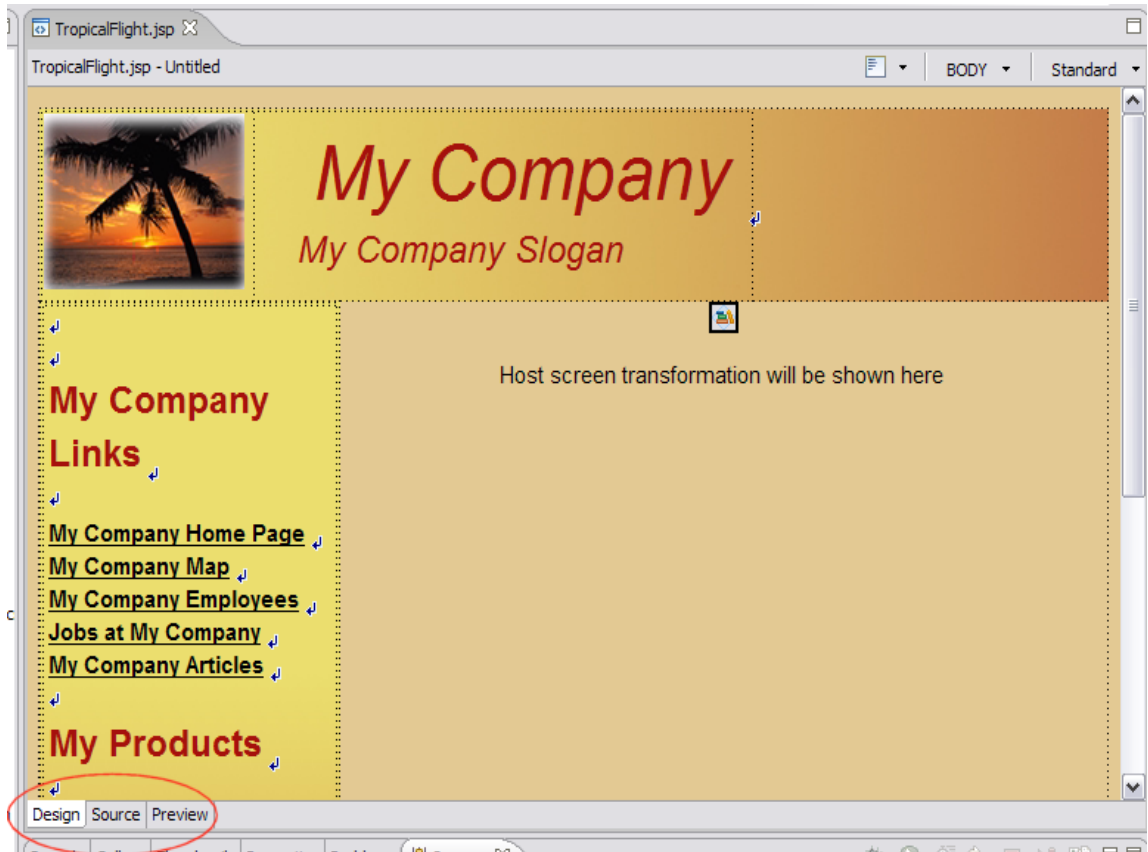 TropicalFlight.jsp
TropicalFlight.jsp - Untitled
BODY
Standard
My Company
My Company Slogan
Host screen transformation will be shown here
My Company
Links
My Company Home Page
My Company Map
My Company Employees
Jobs at My Company
My Company Articles
My Products
Design Source Preview